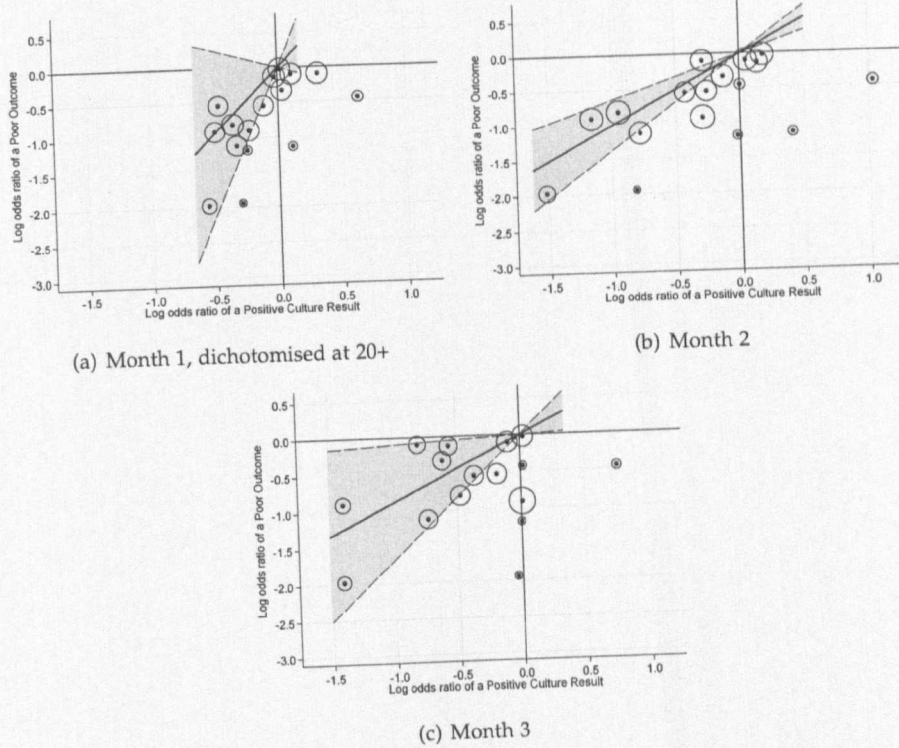 0.5
0.0
-0.5
-1.0
-1.5
-2.0
-2.5
-3.0
Log odds ratio of a Poor Outcome
-1.5 -1.0 -0.5 0.0 0.5 1.0
Log odds ratio of a Positive Culture Result
(a) Month 1, dichotomised at 20+
0.5
0.0
-0.5
-1.0
-1.5
-2.0
-2.5
-3.0
Log odds ratio of a Poor Outcome
-1.5 -1.0 -0.5 0.0 0.5 1.0
Log odds ratio of a Positive Culture Result
(b) Month 2
0.5
0.0
-0.5
-1.0
-1.5
-2.0
-2.5
-3.0
Log odds ratio of a Poor Outcome
-1.5 -1.0 -0.5 0.0 0.5 1.0
Log odds ratio of a Positive Culture Result
(c) Month 3